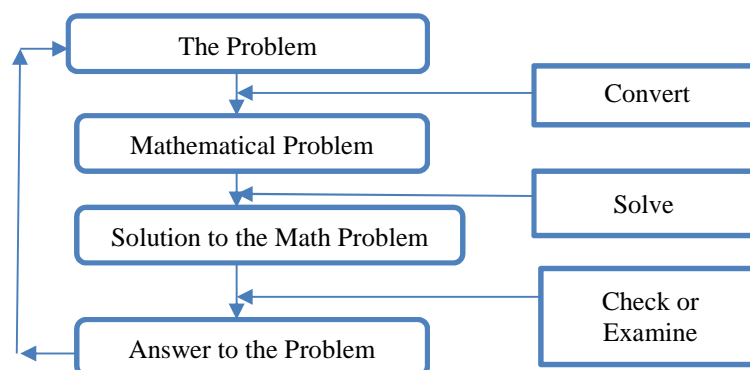 The Problem
Convert
Mathematical Problem
Solve
Solution to the Math Problem
Check or
Examine
Answer to the Problem